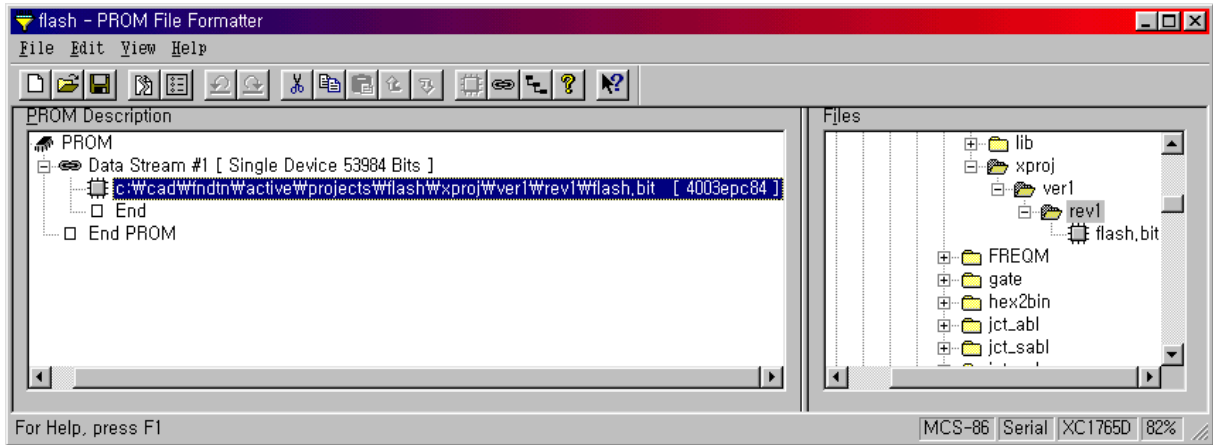 flash - PROM File Formatter
File Edit View Help
PROM Description
PROM
Data Stream #1 [ Single Device 53984 Bits ]
c:₩cad₩fndtn₩active₩projects₩flash₩xproj₩ver1₩rev1₩flash.bit [ 4003epc84 ]
End
End PROM
Files
lib
xproj
ver1
rev1
flash.bit
FREQM
gate
hex2bin
jct_abl
jct_sabl
For Help, press F1
MCS-86 Serial XC1765D 82%